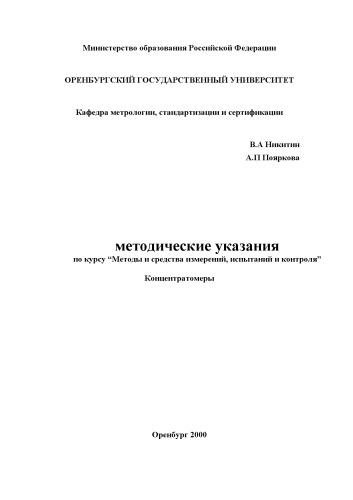 Министерство образования Российской Федерации
ОРЕНБУРГСКИЙ ГОСУДАРСТВЕННЫЙ УНИВЕРСИТЕТ
Кафедра метрологии, стандартизации и сертификации
В.А Никитин
А.П Пояркова
методические указания
по курсу “Методы и средства измерений, испытаний и контроля”
Концентратомеры
Оренбург 2000